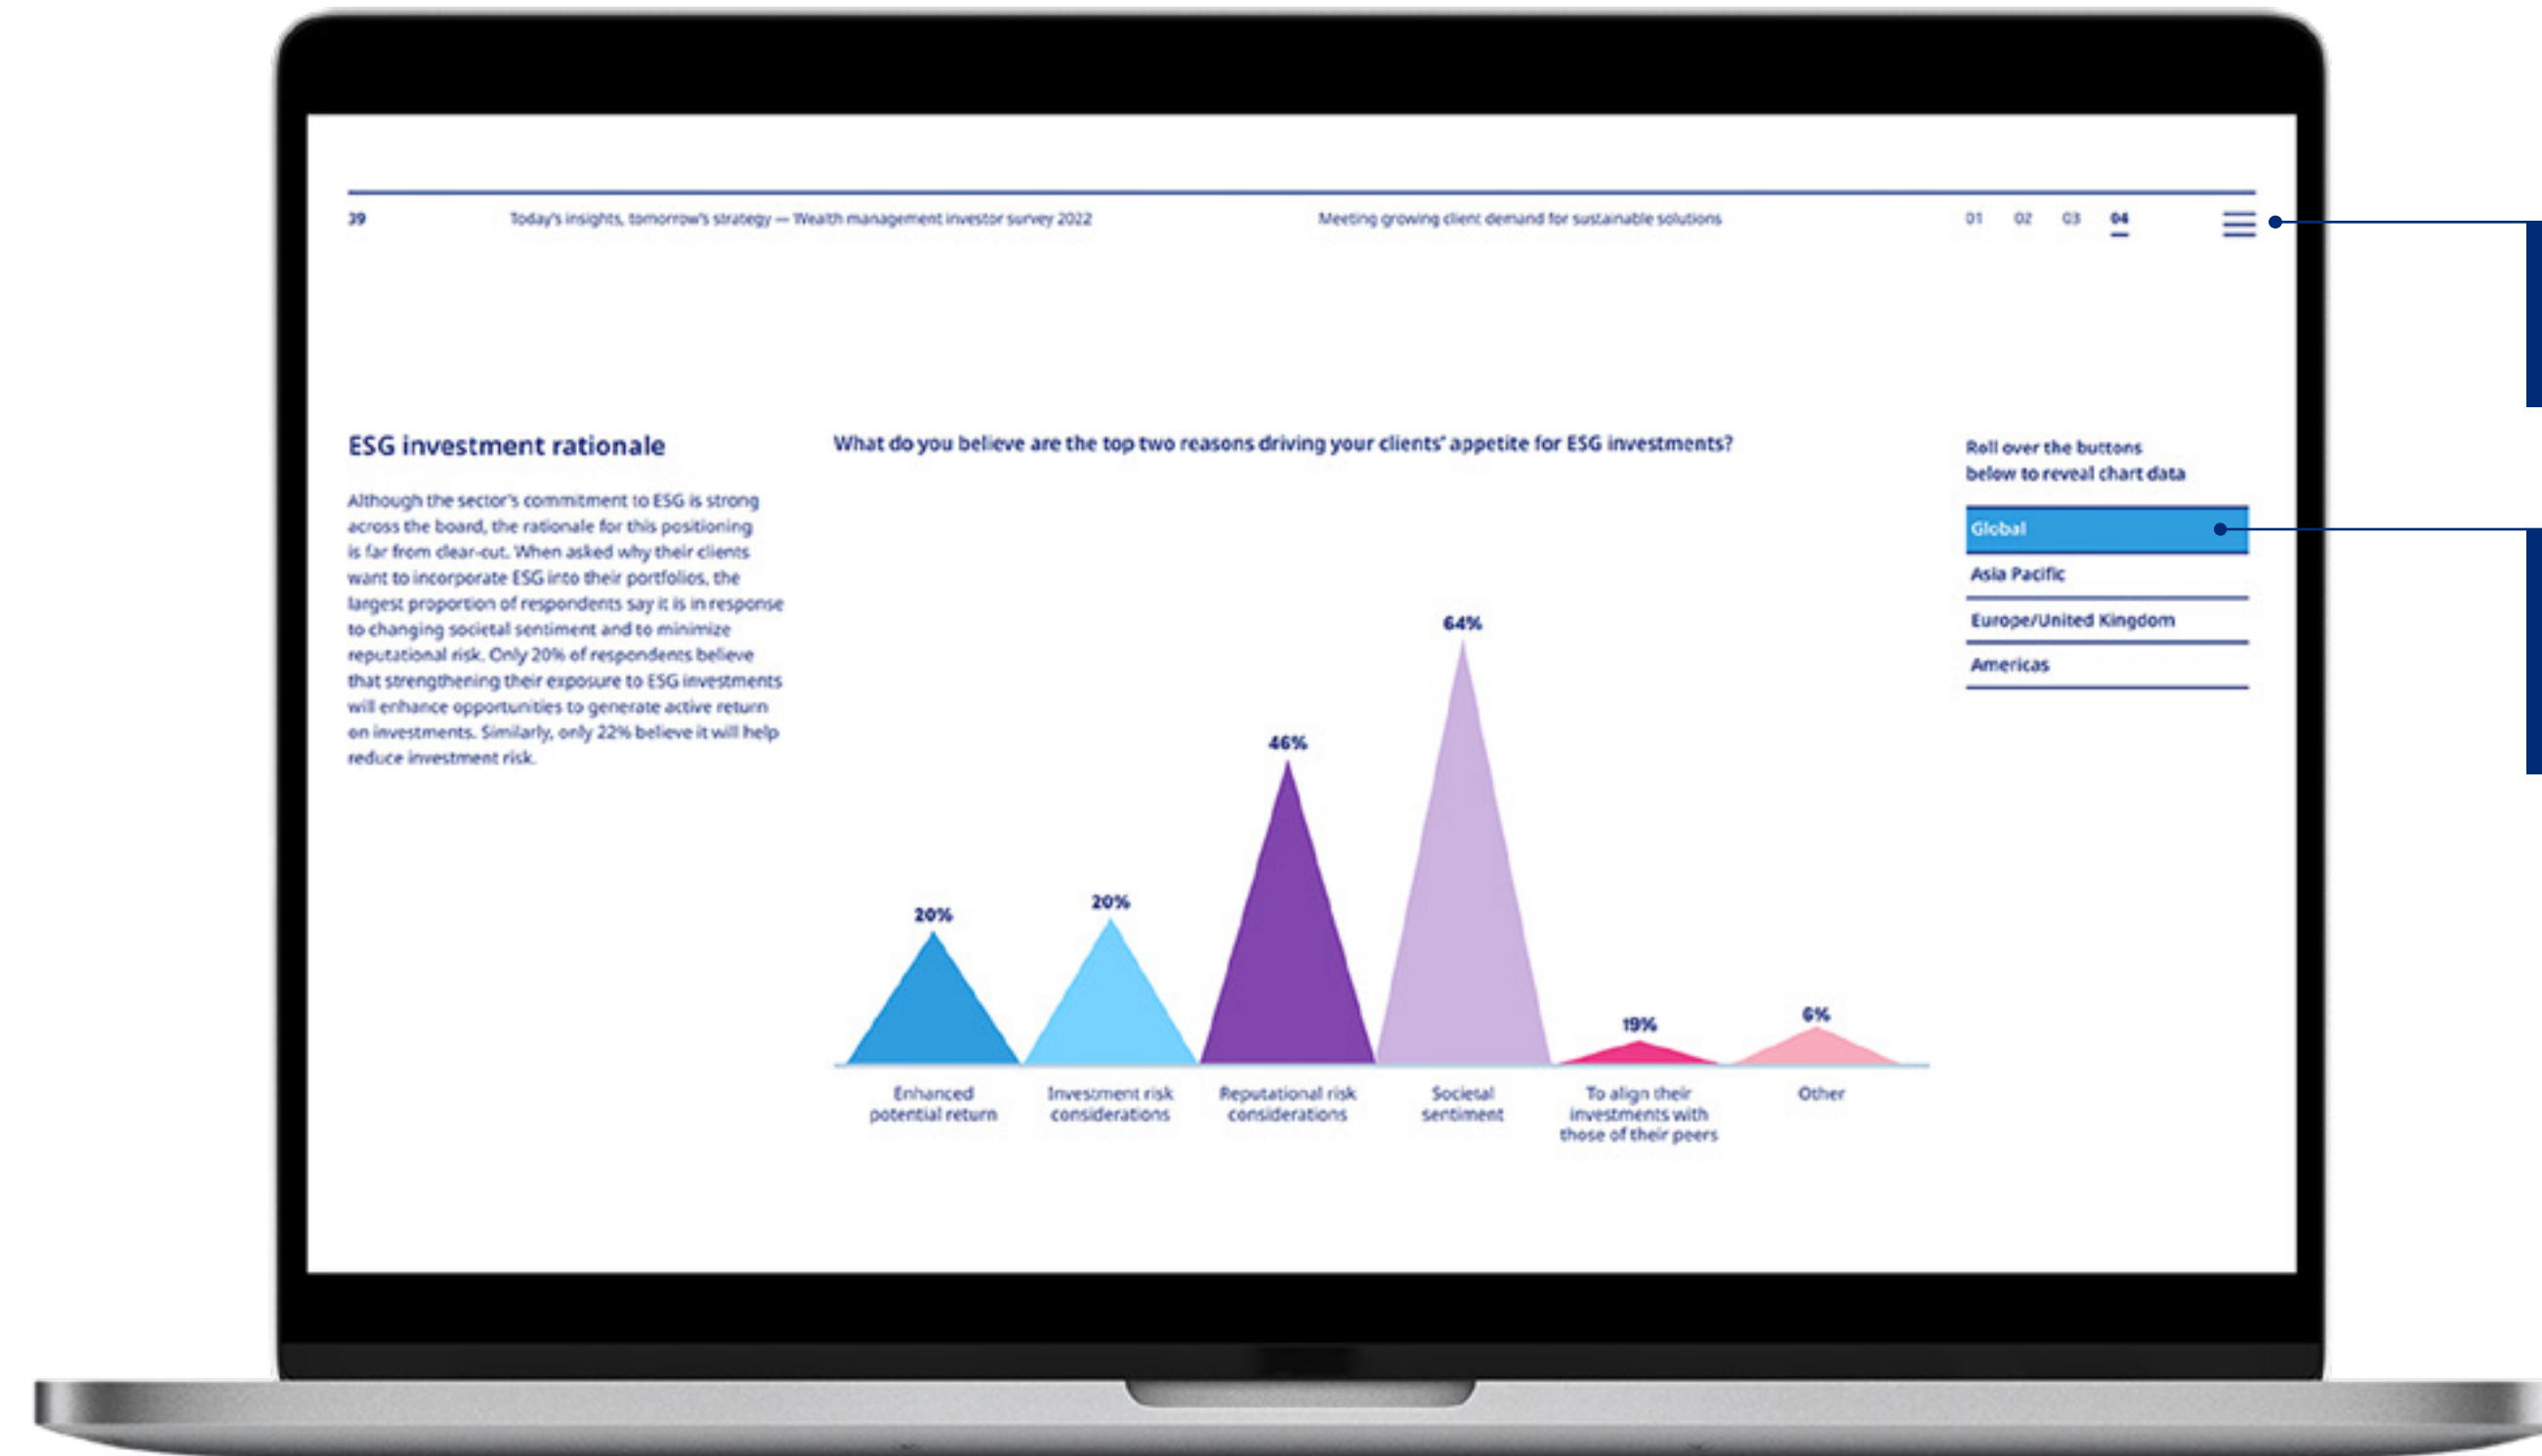 39
Today's insights, tomorrow's strategy — Wealth management investor survey 2022
Meeting growing client demand for sustainable solutions
01 02 03 04
ESG investment rationale
Although the sector's commitment to ESG is strong
across the board, the rationale for this positioning
is far from clear-cut. When asked why their clients
want to incorporate ESG into their portfolios, the
largest proportion of respondents say it is in response
to changing societal sentiment and to minimize
reputational risk. Only 20% of respondents believe
that strengthening their exposure to ESG investments
will enhance opportunities to generate active return
on investments. Similarly, only 22% believe it will help
reduce investment risk.
What do you believe are the top two reasons driving your clients' appetite for ESG investments?
20%
20%
46%
64%
19%
6%
Enhanced
potential return
Investment risk
considerations
Reputational risk
considerations
Societal
sentiment
To align their
investments with
those of their peers
Other
Roll over the buttons
below to reveal chart data
Global
Asia Pacific
Europe/United Kingdom
Americas